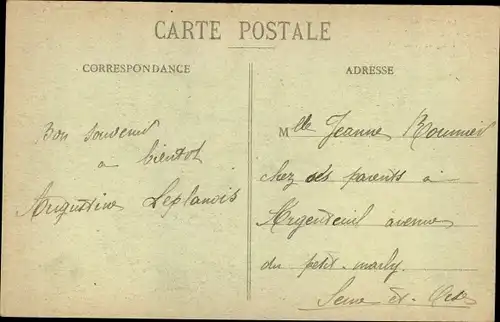 CARTE POSTALE
CORRESPONDANCE
Bon souvenir
a bientot
Augustine Leplanois
ADRESSE
Mlle Jeanne
chez ses parents à
Argenteuil avenue
du petit-marly
Seine et Oise